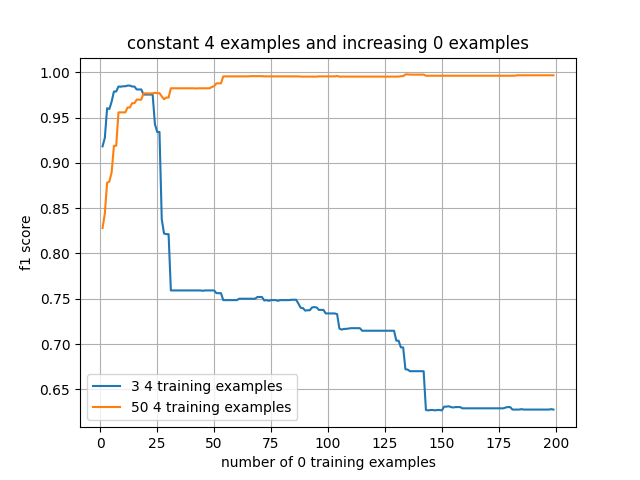 constant 4 examples and increasing 0 examples
1.00
0.95
0.90
0.85
0.80
0.75
0.70
0.65
f1 score
3 4 training examples
50 4 training examples
0 25 50 75 100 125 150 175 200
number of 0 training examples